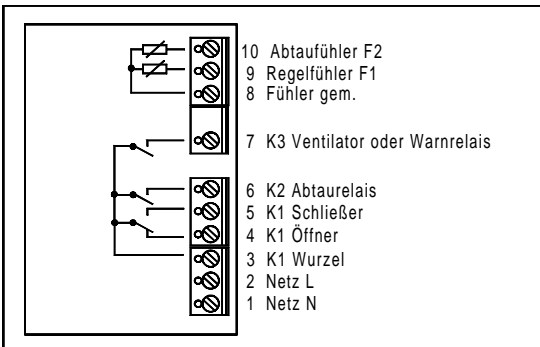 10 Abtaufühler F2
9 Regelfühler F1
8 Fühler gem.
7 K3 Ventilator oder Warnrelais
6 K2 Abtaurelais
5 K1 Schließer
4 K1 Öffner
3 K1 Wurzel
2 Netz L
1 Netz N